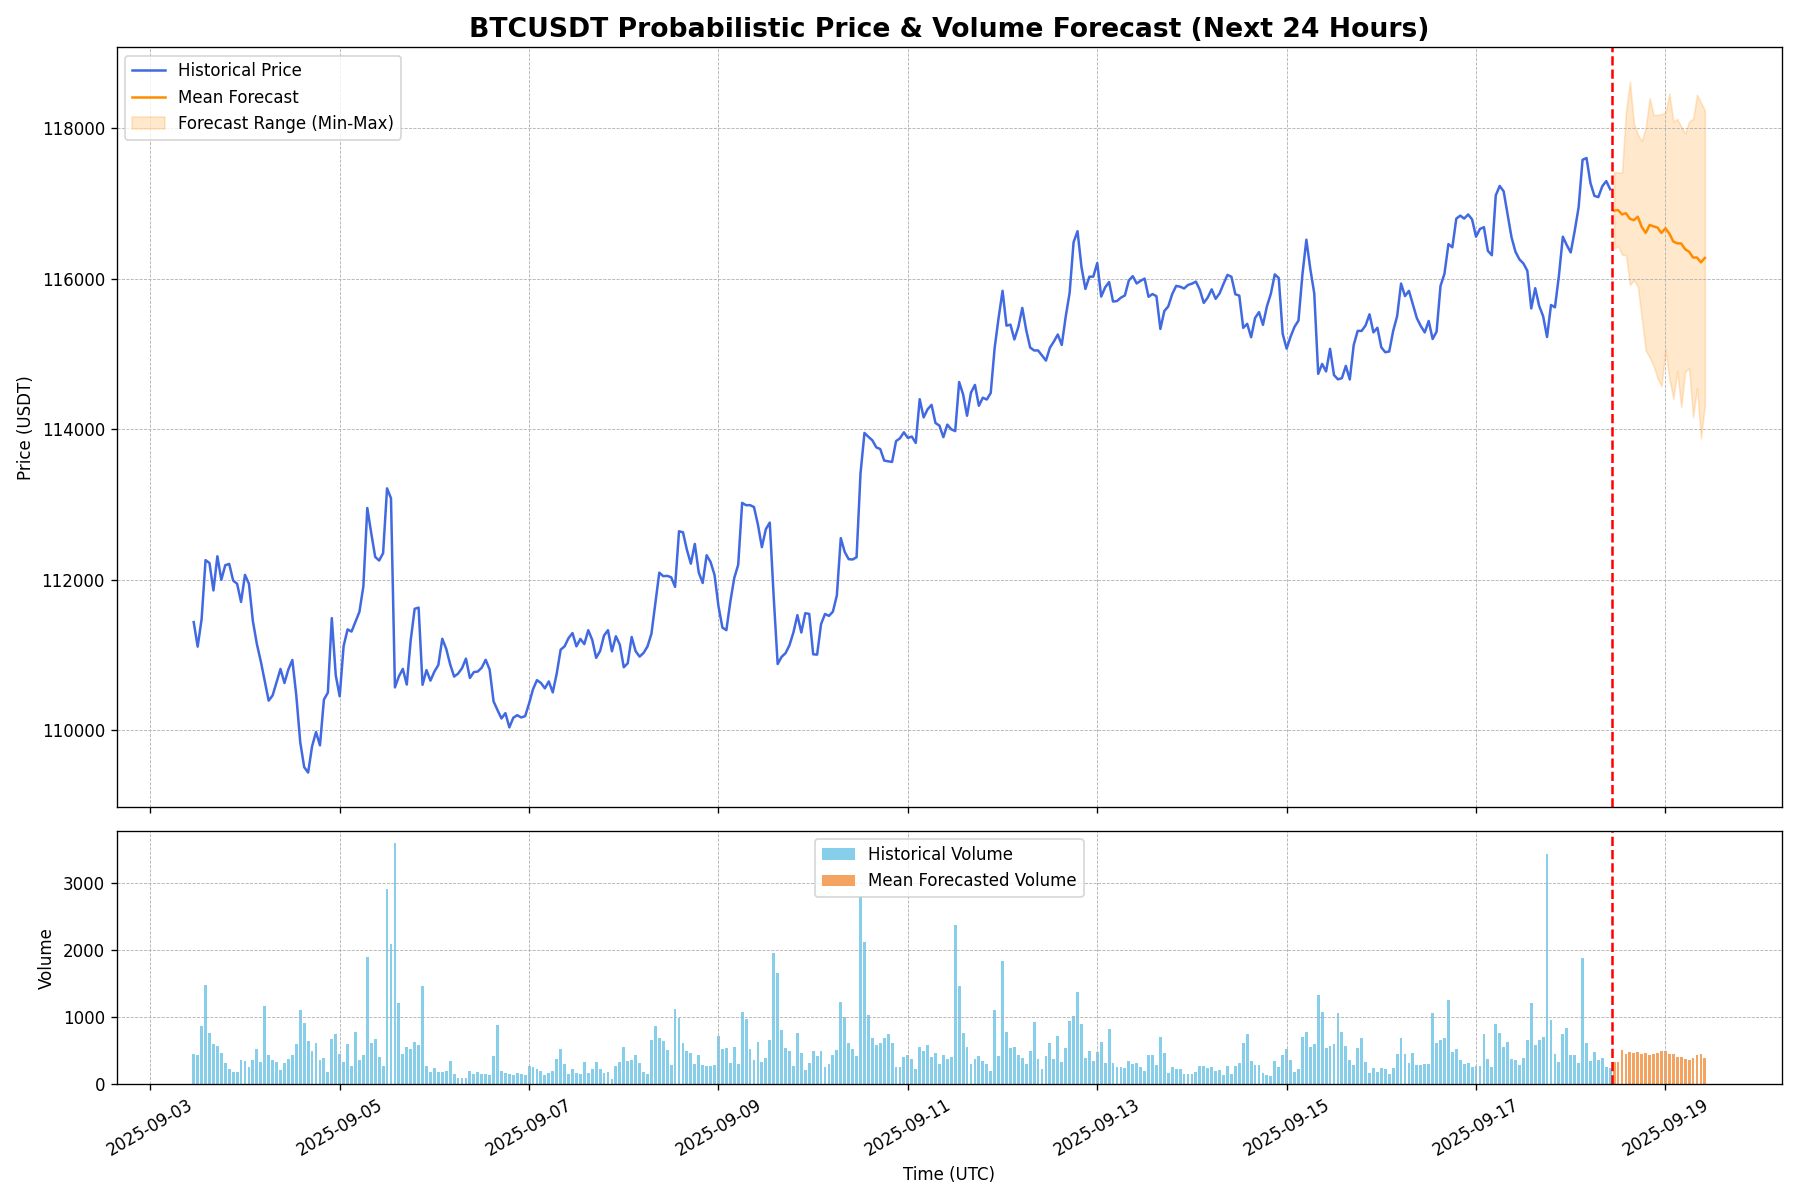 BTCUSDT Probabilistic Price & Volume Forecast (Next 24 Hours)
Historical Price
Mean Forecast
Forecast Range (Min-Max)
118000
116000
114000
112000
110000
Price (USDT)
Historical Volume
Mean Forecasted Volume
3000
2000
1000
0
Volume
2025-09-03
2025-09-05
2025-09-07
2025-09-09
2025-09-11
2025-09-13
2025-09-15
2025-09-17
2025-09-19
Time (UTC)